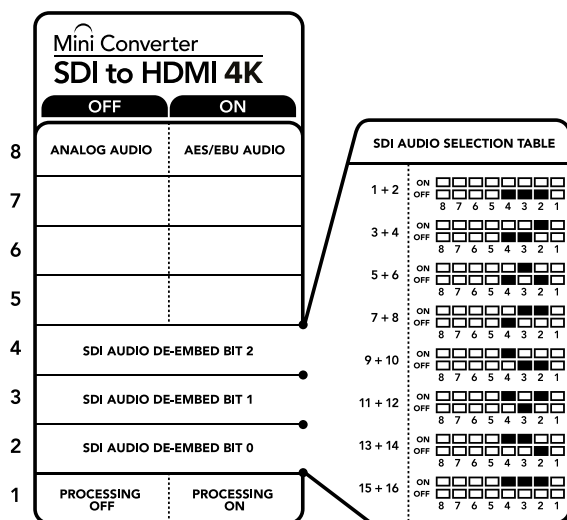 Mini Converter
SDI to HDMI 4K
OFF ON
8 ANALOG AUDIO AES/EBU AUDIO
7
6
5
4 SDI AUDIO DE-EMBED BIT 2
3 SDI AUDIO DE-EMBED BIT 1
2 SDI AUDIO DE-EMBED BIT 0
1 PROCESSING OFF PROCESSING ON
SDI AUDIO SELECTION TABLE
1 + 2 ON
OFF
8 7 6 5 4 3 2 1
3 + 4 ON
OFF
8 7 6 5 4 3 2 1
5 + 6 ON
OFF
8 7 6 5 4 3 2 1
7 + 8 ON
OFF
8 7 6 5 4 3 2 1
9 + 10 ON
OFF
8 7 6 5 4 3 2 1
11 + 12 ON
OFF
8 7 6 5 4 3 2 1
13 + 14 ON
OFF
8 7 6 5 4 3 2 1
15 + 16 ON
OFF
8 7 6 5 4 3 2 1